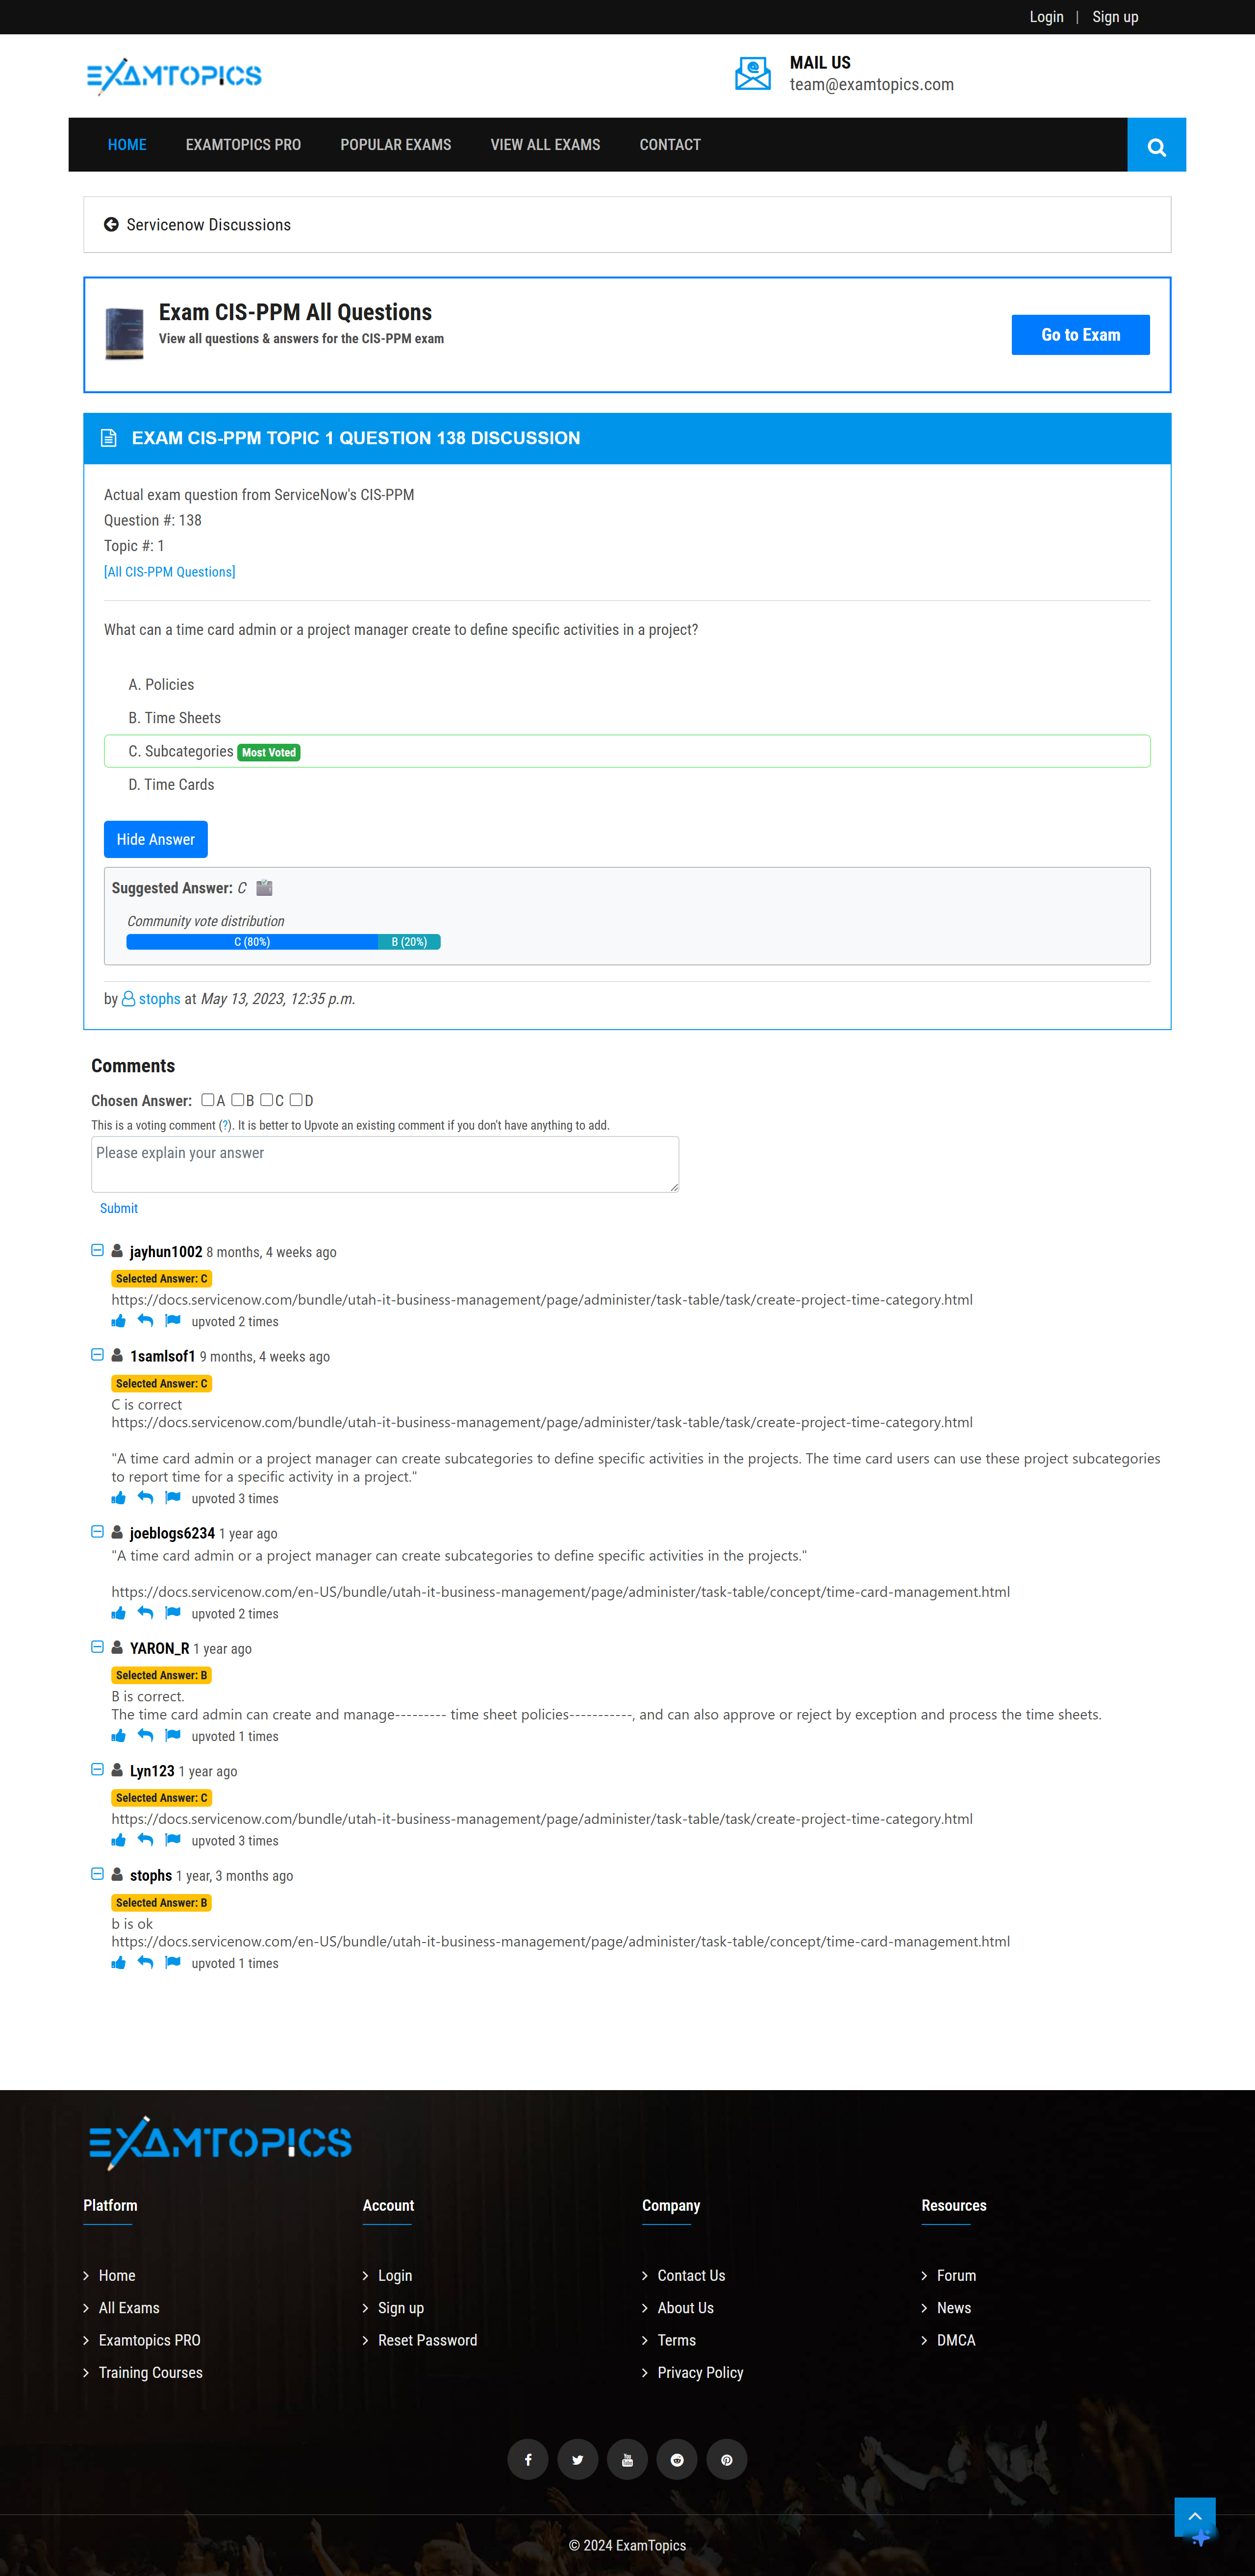 Login | Sign up
EXAMTOPICS
MAIL US
team@examtopics.com
HOME EXAMTOPICS PRO POPULAR EXAMS VIEW ALL EXAMS CONTACT
Servicenow Discussions
Exam CIS-PPM All Questions
View all questions & answers for the CIS-PPM exam
Go to Exam
EXAM CIS-PPM TOPIC 1 QUESTION 138 DISCUSSION
Actual exam question from ServiceNow's CIS-PPM
Question #: 138
Topic #: 1
[All CIS-PPM Questions]
What can a time card admin or a project manager create to define specific activities in a project?
A. Policies
B. Time Sheets
C. Subcategories Most Voted
D. Time Cards
Hide Answer
Suggested Answer: C
Community vote distribution
C (80%) B (20%)
by stophs at May 13, 2023, 12:35 p.m.
Comments
Chosen Answer: A B C D
This is a voting comment (?). It is better to Upvote an existing comment if you don't have anything to add.
Please explain your answer
Submit
jayhun1002 8 months, 4 weeks ago
Selected Answer: C
https://docs.servicenow.com/bundle/utah-it-business-management/page/administer/task-table/task/create-project-time-category.html
upvoted 2 times
1samlsof1 9 months, 4 weeks ago
Selected Answer: C
C is correct
https://docs.servicenow.com/bundle/utah-it-business-management/page/administer/task-table/task/create-project-time-category.html
"A time card admin or a project manager can create subcategories to define specific activities in the projects. The time card users can use these project subcategories
to report time for a specific activity in a project."
upvoted 3 times
joeblogs6234 1 year ago
"A time card admin or a project manager can create subcategories to define specific activities in the projects."
https://docs.servicenow.com/en-US/bundle/utah-it-business-management/page/administer/task-table/concept/time-card-management.html
upvoted 2 times
YARON_R 1 year ago
Selected Answer: B
B is correct.
The time card admin can create and manage--------- time sheet policies-----------, and can also approve or reject by exception and process the time sheets.
upvoted 1 times
Lyn123 1 year ago
Selected Answer: C
https://docs.servicenow.com/bundle/utah-it-business-management/page/administer/task-table/task/create-project-time-category.html
upvoted 3 times
stophs 1 year, 3 months ago
Selected Answer: B
b is ok
https://docs.servicenow.com/en-US/bundle/utah-it-business-management/page/administer/task-table/concept/time-card-management.html
upvoted 1 times
EXAMTOPICS
Platform
Home
All Exams
Examtopics PRO
Training Courses
Account
Login
Sign up
Reset Password
Company
Contact Us
About Us
Terms
Privacy Policy
Resources
Forum
News
DMCA
© 2024 ExamTopics